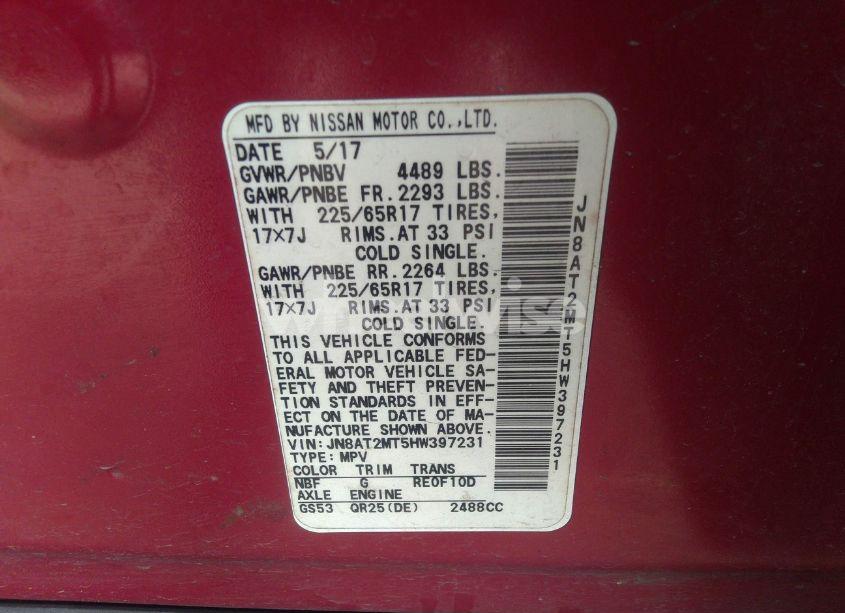 MFD BY NISSAN MOTOR CO.,LTD.
DATE 5/17
GVWR/PNBV 4489 LBS.
GAWR/PNBE FR.2293 LBS.
WITH 225/65R17 TIRES,
17×7J RIMS.AT 33 PSI
COLD SINGLE.
GAWR/PNBE RR.2264 LBS.
WITH 225/65R17 TIRES,
17×7J RIMS.AT 33 PSI
COLD SINGLE.
THIS VEHICLE CONFORMS
TO ALL APPLICABLE FED-
ERAL MOTOR VEHICLE SA-
FETY AND THEFT PREVEN-
TION STANDARDS IN EFF-
ECT ON THE DATE OF MA-
NUFACTURE SHOWN ABOVE.
VIN:JN8AT2MT5HW397231
TYPE:MPV
COLOR TRIM TRANS
NBF G RE0F10D
AXLE ENGINE
GS53 QR25(DE) 2488CC
JN8AT2MT5HW397231